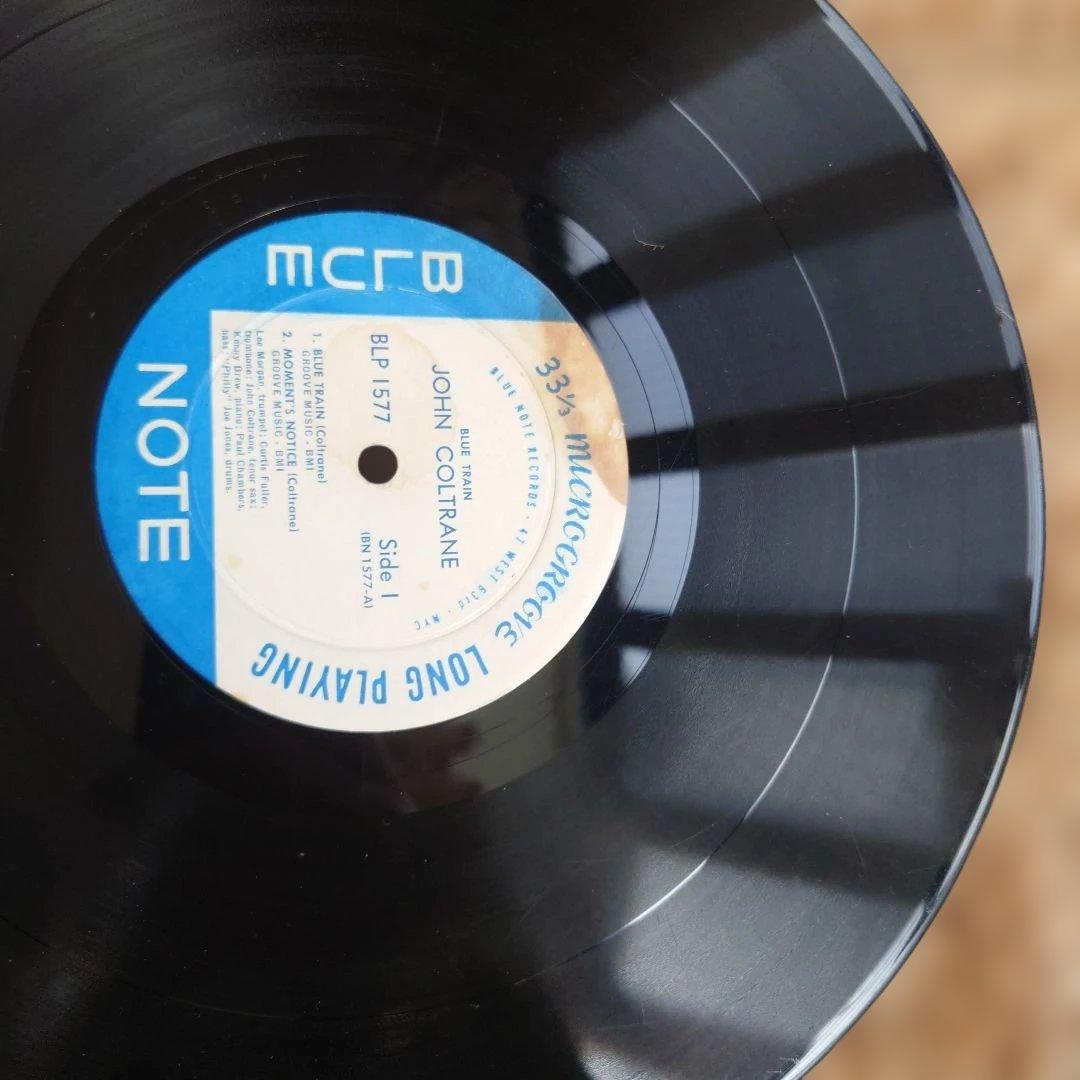 33⅓ MICROGROOVE LONG PLAYING
BLUE NOTE RECORDS · 47 WEST 63rd · NYC
BLUE TRAIN
JOHN COLTRANE
BLP 1577
Side 1
(BN 1577-A)
1. BLUE TRAIN (Coltrane)
GROOVE MUSIC - BMI
2. MOMENT'S NOTICE (Coltrane)
GROOVE MUSIC - BMI
Lee Morgan, trumpet; Curtis Fuller,
trombone; John Coltrane, tenor sax;
Kenny Drew, piano; Paul Chambers,
bass; "Philly" Joe Jones, drums.
BLUE
NOTE